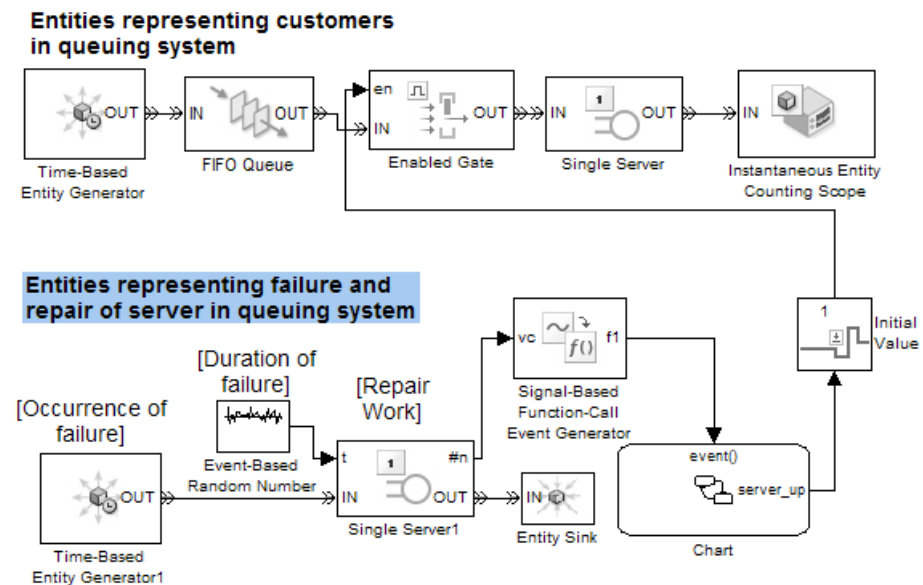 Entities representing customers
in queuing system
OUT
Time-Based
Entity Generator
IN
OUT
FIFO Queue
en
IN
OUT
Enabled Gate
IN
1
OUT
Single Server
IN
Instantaneous Entity
Counting Scope
Entities representing failure and
repair of server in queuing system
1
Initial
Value
vc
f()
f1
Signal-Based
Function-Call
Event Generator
[Occurrence of
failure]
[Duration of
failure]
[Repair
Work]
OUT
Time-Based
Entity Generator1
Event-Based
Random Number
t
1
#n
IN
OUT
Single Server1
IN
Entity Sink
event()
server_up
Chart